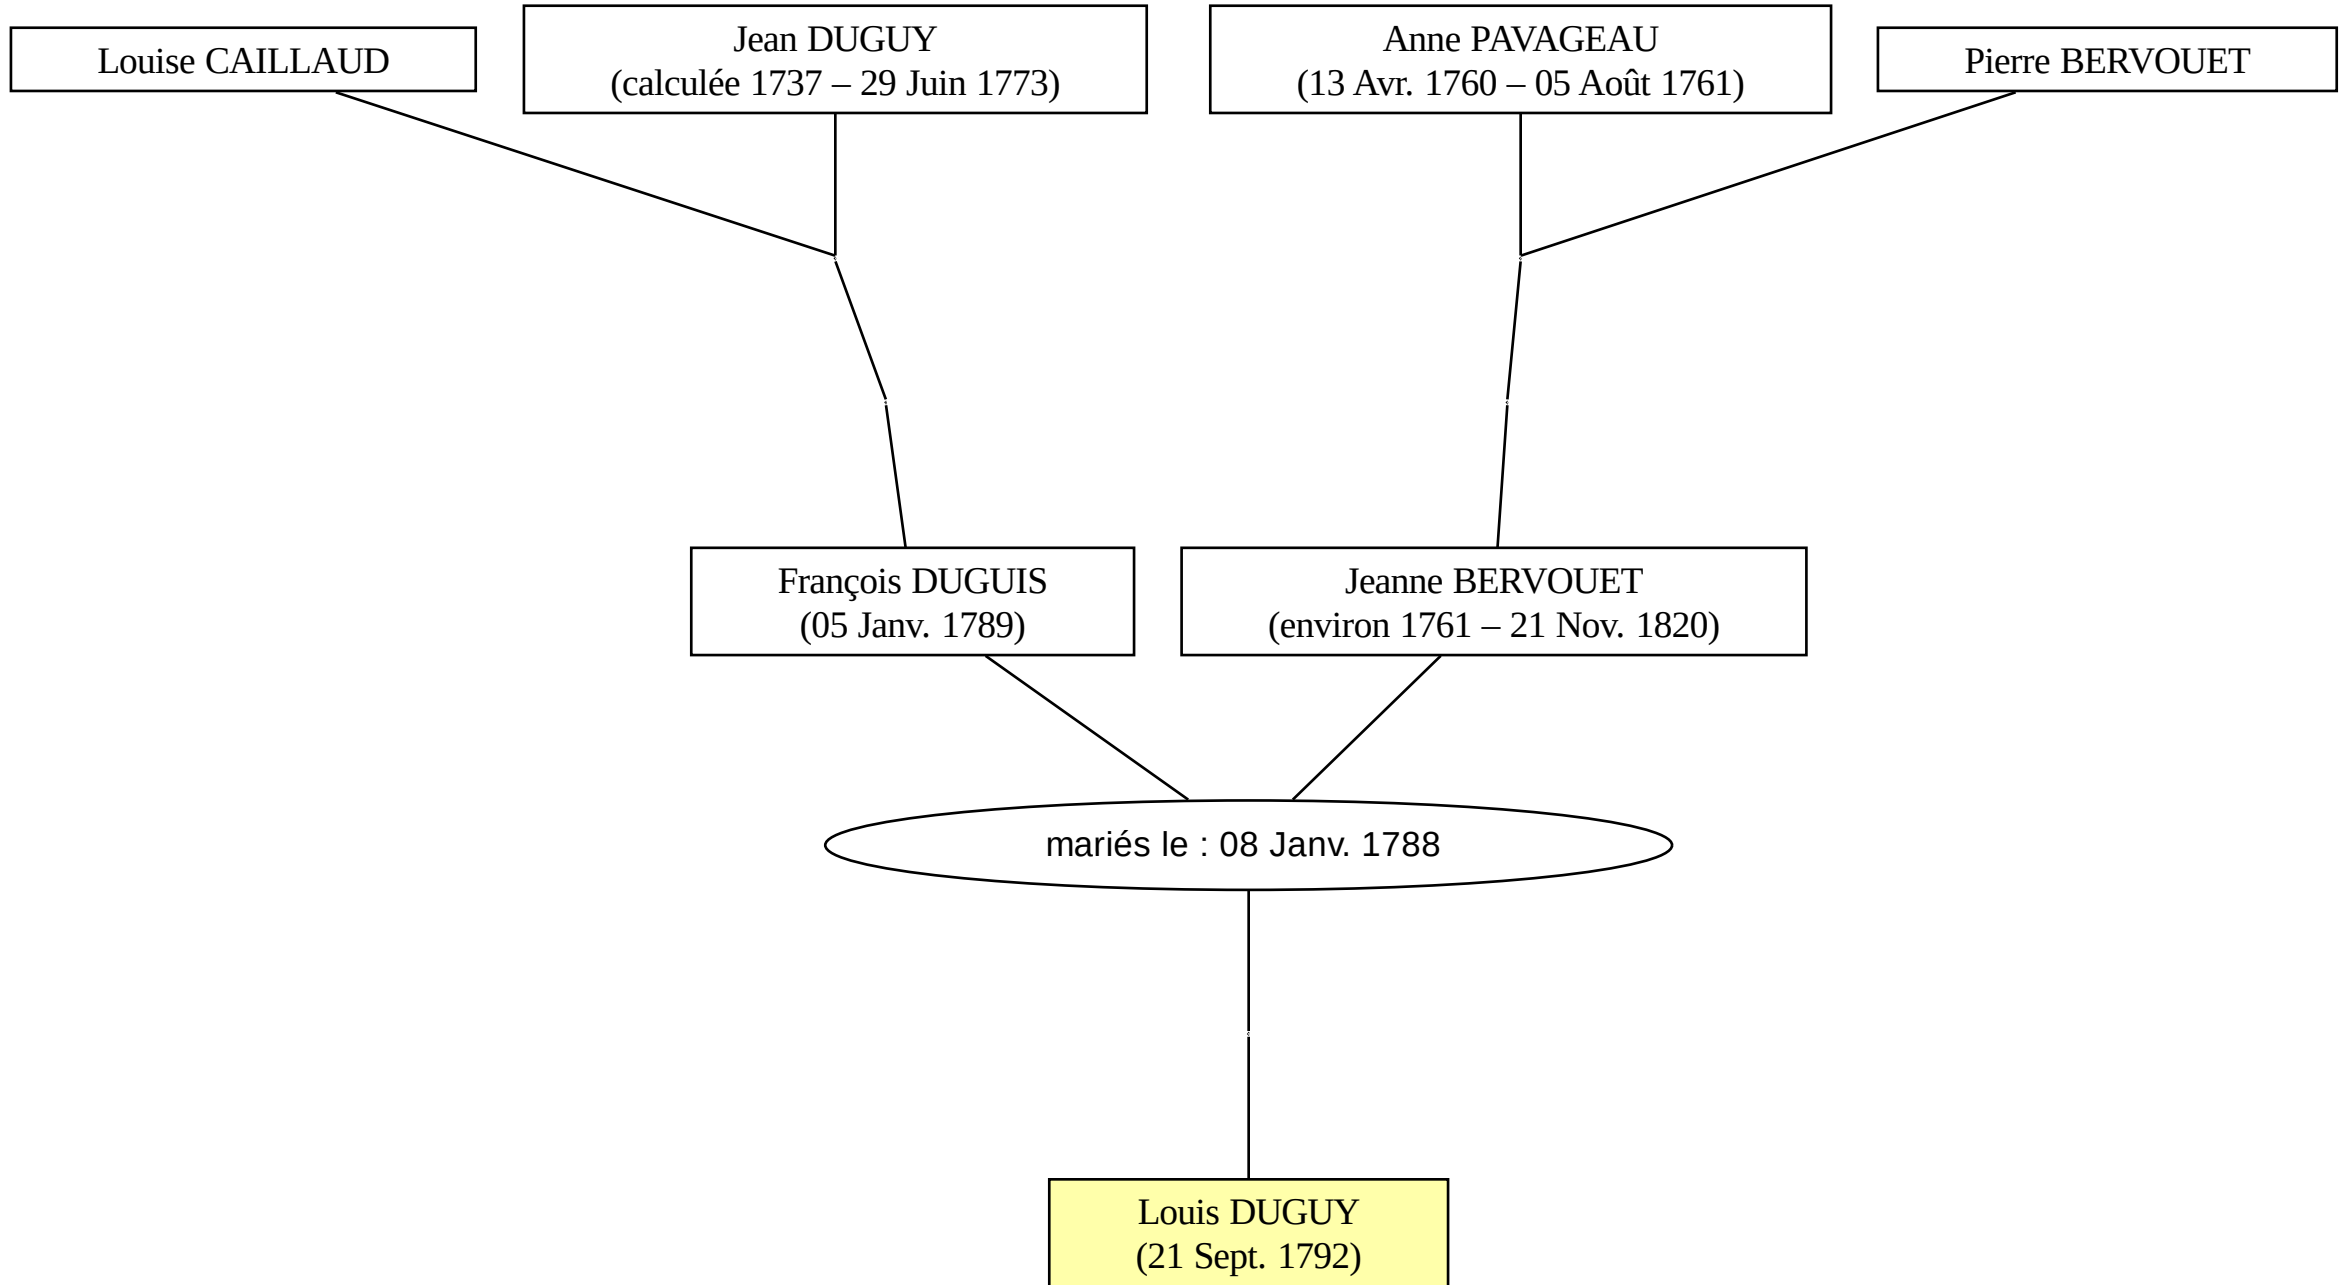 Louise CAILLAUD
Jean DUGUY
(calculée 1737 – 29 Juin 1773)
Anne PAVAGEAU
(13 Avr. 1760 – 05 Août 1761)
Pierre BERVOUET
François DUGUIS
(05 Janv. 1789)
Jeanne BERVOUET
(environ 1761 – 21 Nov. 1820)
mariés le : 08 Janv. 1788
Louis DUGUY
(21 Sept. 1792)